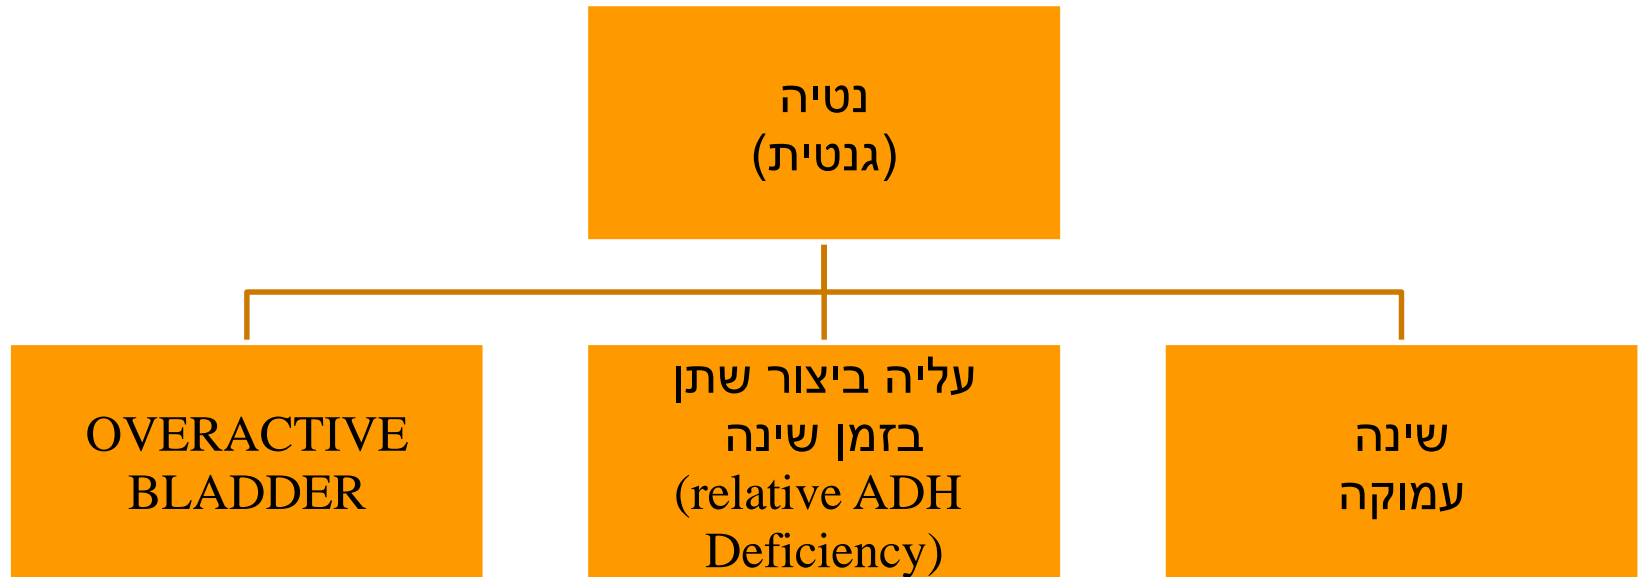 נטיה
(גנטית)
שינה
עמוקה
עליה ביצור שתן
בזמן שינה
(relative ADH
Deficiency)
OVERACTIVE
BLADDER